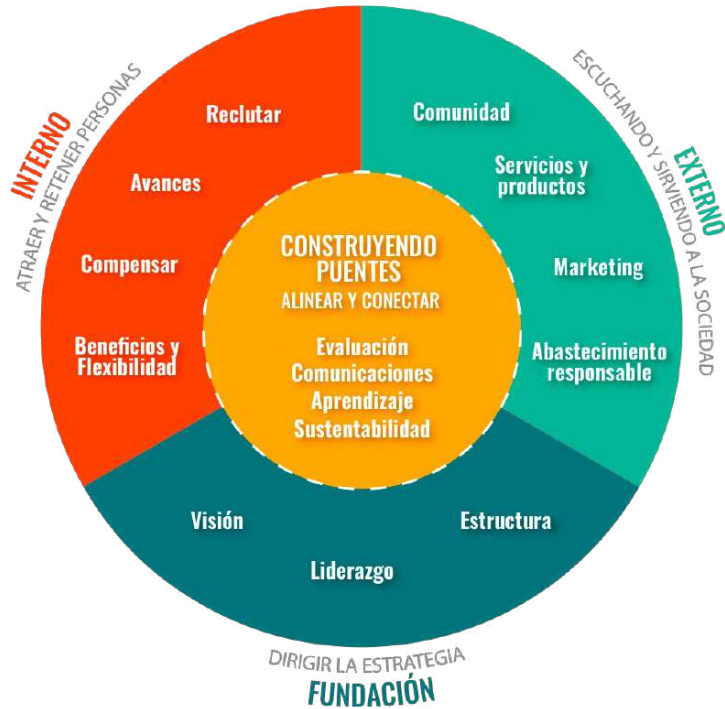 INTERNO
ATRAER Y RETENER PERSONAS
Reclutar
Avances
Compensar
Beneficios y
Flexibilidad
EXTERNO
ESCUCHANDO Y SIRVIENDO A LA SOCIEDAD
Comunidad
Servicios y
productos
Marketing
Abastecimiento
responsable
CONSTRUYENDO
PUENTES
ALINEAR Y CONECTAR
Evaluación
Comunicaciones
Aprendizaje
Sustentabilidad
Visión
Liderazgo
Estructura
DIRIGIR LA ESTRATEGIA
FUNDACIÓN